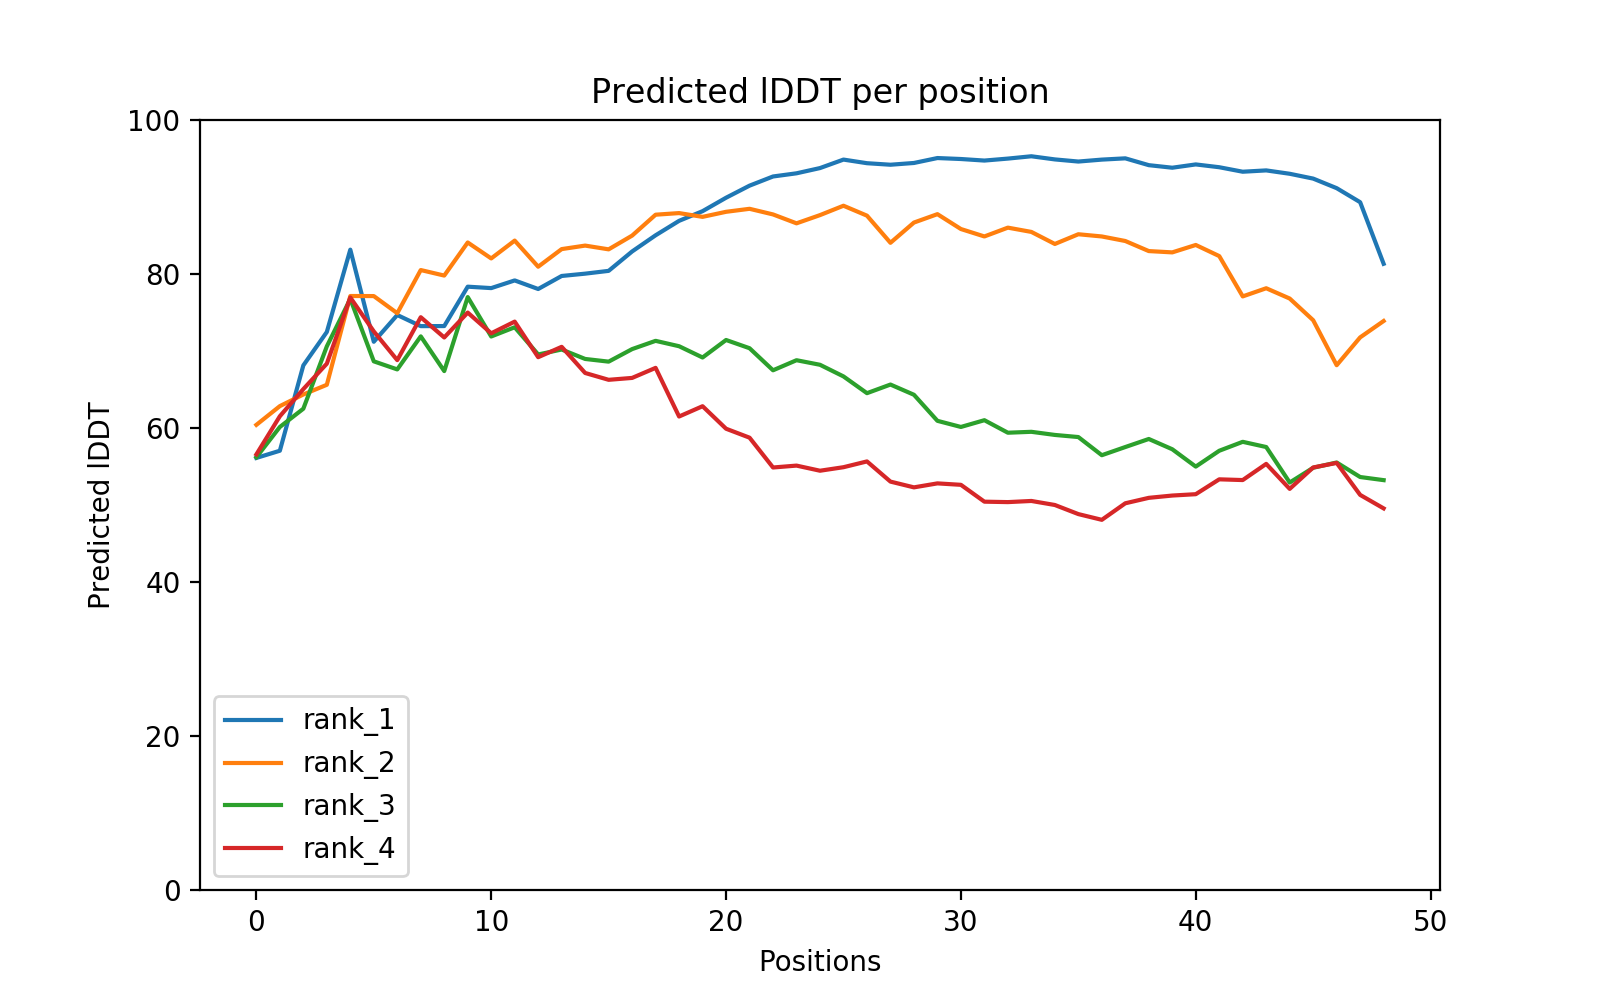 Predicted lDDT per position
100
80
60
40
20
0
Predicted lDDT
rank_1
rank_2
rank_3
rank_4
0 10 20 30 40 50
Positions